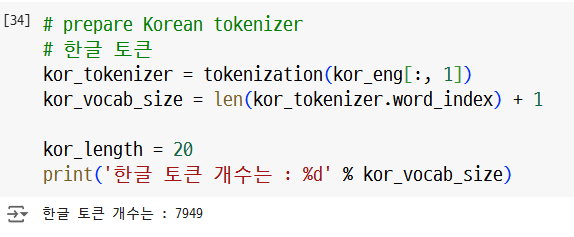 [34] # prepare Korean tokenizer
# 한글 토큰
kor_tokenizer = tokenization(kor_eng[:, 1])
kor_vocab_size = len(kor_tokenizer.word_index) + 1
kor_length = 20
print('한글 토큰 개수는 : %d' % kor_vocab_size)
한글 토큰 개수는 : 7949